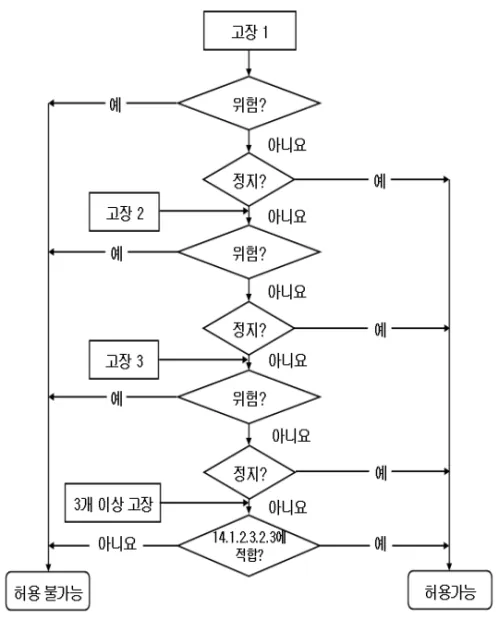 고장 1
예
위험?
아니요
정지?
예
고장 2
아니요
예
위험?
아니요
정지?
예
고장 3
아니요
예
위험?
아니요
정지?
예
3개 이상 고장
아니요
아니요
14.1.2.3.2.3에
적합?
예
허용 불가능
허용가능